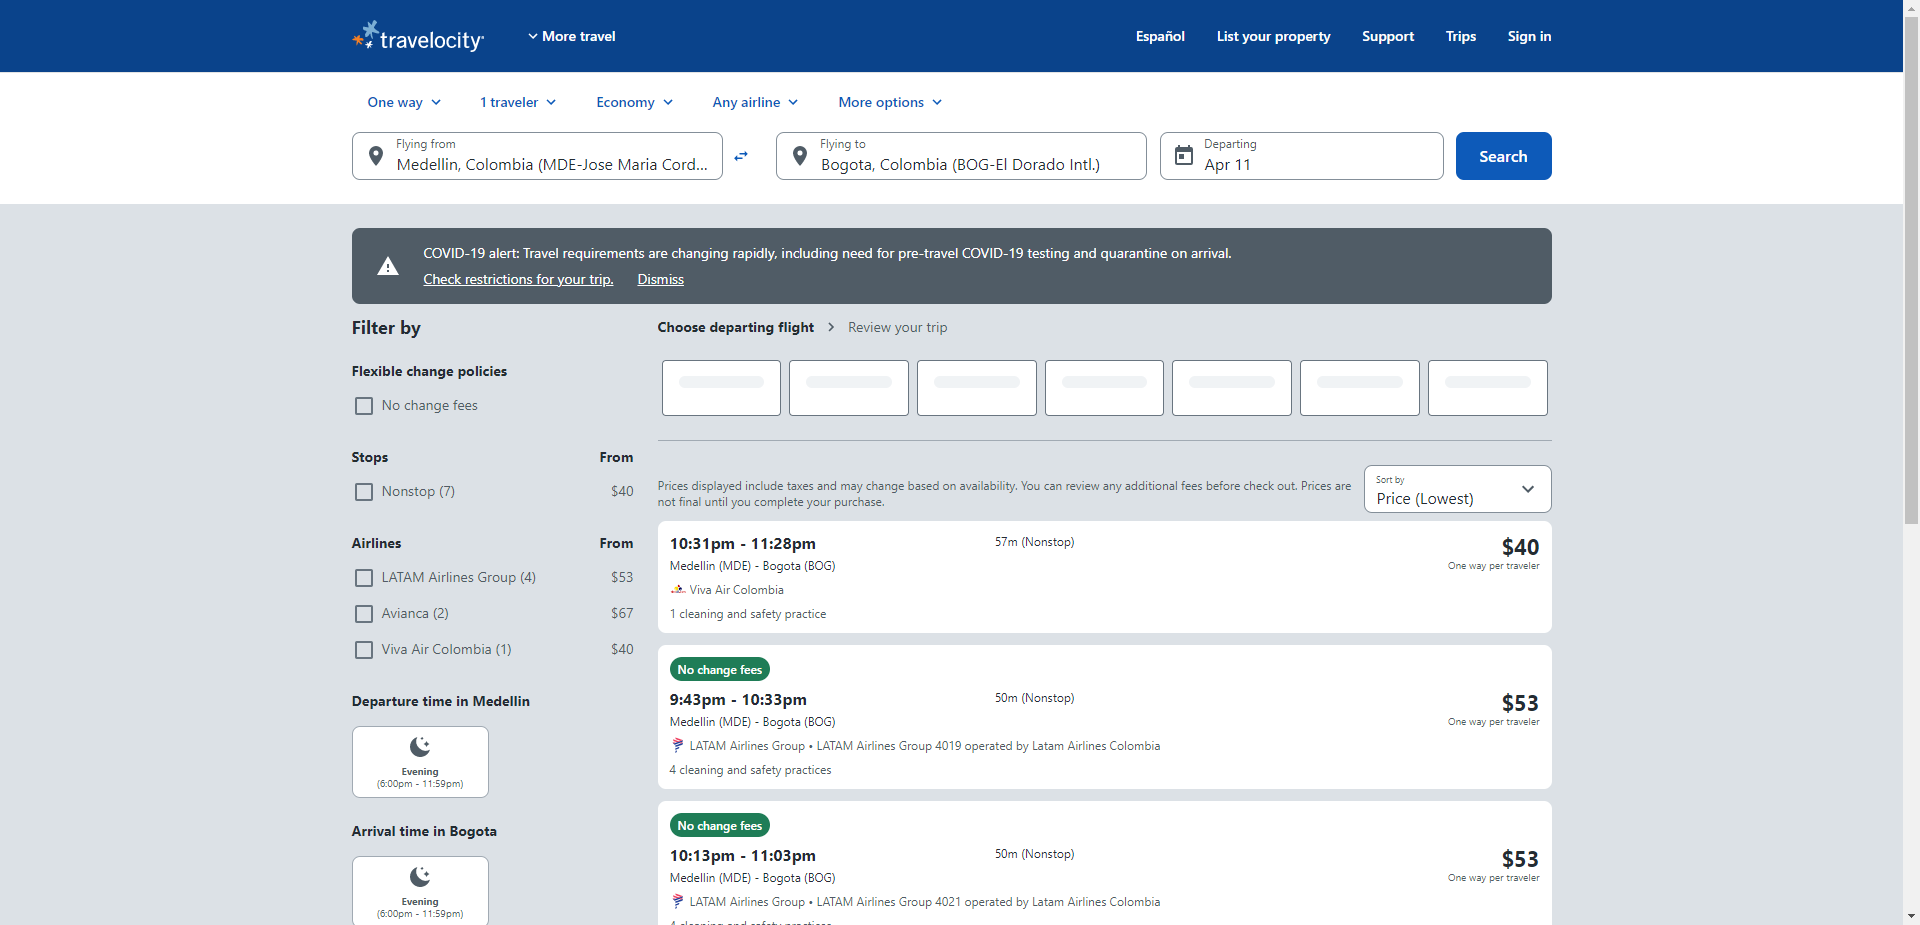 travelocity
More travel
Español
List your property
Support
Trips
Sign in
One way
1 traveler
Economy
Any airline
More options
Flying from
Medellin, Colombia (MDE-Jose Maria Cord...
Flying to
Bogota, Colombia (BOG-El Dorado Intl.)
Departing
Apr 11
Search
COVID-19 alert: Travel requirements are changing rapidly, including need for pre-travel COVID-19 testing and quarantine on arrival.
Check restrictions for your trip.
Dismiss
Filter by
Flexible change policies
No change fees
Stops From
Nonstop (7) $40
Airlines From
LATAM Airlines Group (4) $53
Avianca (2) $67
Viva Air Colombia (1) $40
Departure time in Medellin
Evening
(6:00pm - 11:59pm)
Arrival time in Bogota
Evening
(6:00pm - 11:59pm)
Choose departing flight
Review your trip
Prices displayed include taxes and may change based on availability. You can review any additional fees before check out. Prices are
not final until you complete your purchase.
Sort by
Price (Lowest)
10:31pm - 11:28pm
57m (Nonstop)
$40
Medellin (MDE) - Bogota (BOG)
One way per traveler
Viva Air Colombia
1 cleaning and safety practice
No change fees
9:43pm - 10:33pm
50m (Nonstop)
$53
Medellin (MDE) - Bogota (BOG)
One way per traveler
LATAM Airlines Group • LATAM Airlines Group 4019 operated by Latam Airlines Colombia
4 cleaning and safety practices
No change fees
10:13pm - 11:03pm
50m (Nonstop)
$53
Medellin (MDE) - Bogota (BOG)
One way per traveler
LATAM Airlines Group • LATAM Airlines Group 4021 operated by Latam Airlines Colombia